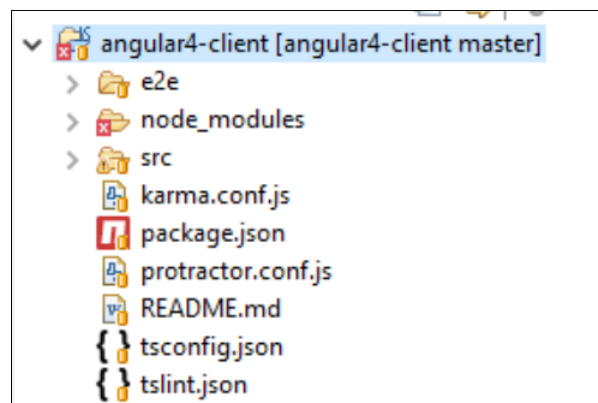 angular4-client [angular4-client master]
e2e
node_modules
src
karma.conf.js
package.json
protractor.conf.js
README.md
tsconfig.json
tslint.json